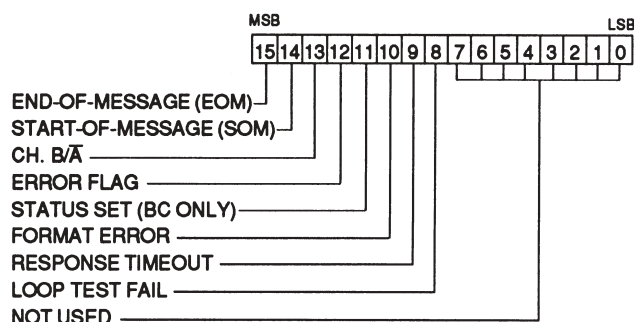 MSB LSB
15 14 13 12 11 10 9 8 7 6 5 4 3 2 1 0
END-OF-MESSAGE (EOM)
START-OF-MESSAGE (SOM)
CH. B/A̅
ERROR FLAG
STATUS SET (BC ONLY)
FORMAT ERROR
RESPONSE TIMEOUT
LOOP TEST FAIL
NOT USED